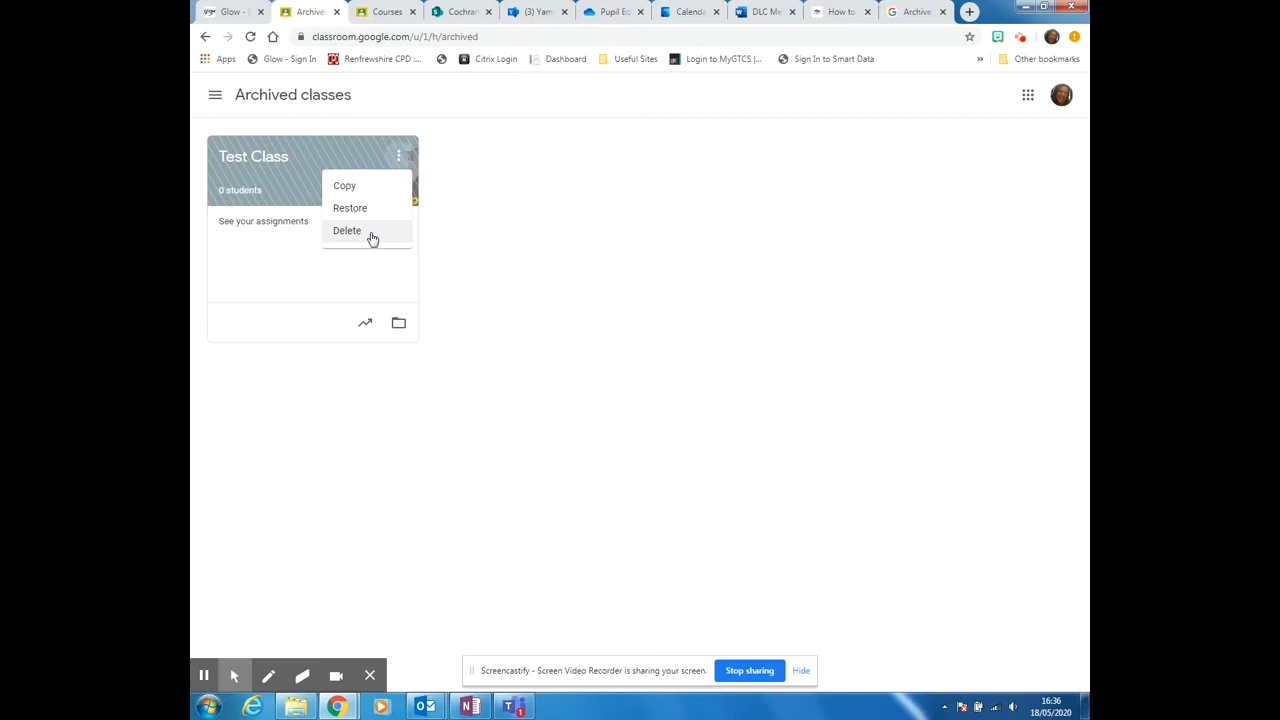 Glow - Archive Courses Cochran (3) Yam Pupil Ed Calenda DLC Me How to Archive
classroom.google.com/u/1/h/archived
Apps Glow - Sign In Renfrewshire CPD :... Citrix Login Dashboard Useful Sites Login to MyGTCS |... Sign In to Smart Data » Other bookmarks
Archived classes
Test Class
0 students
Copy
Restore
See your assignments
Delete
Screencastify - Screen Video Recorder is sharing your screen. Stop sharing Hide
16:36
18/05/2020